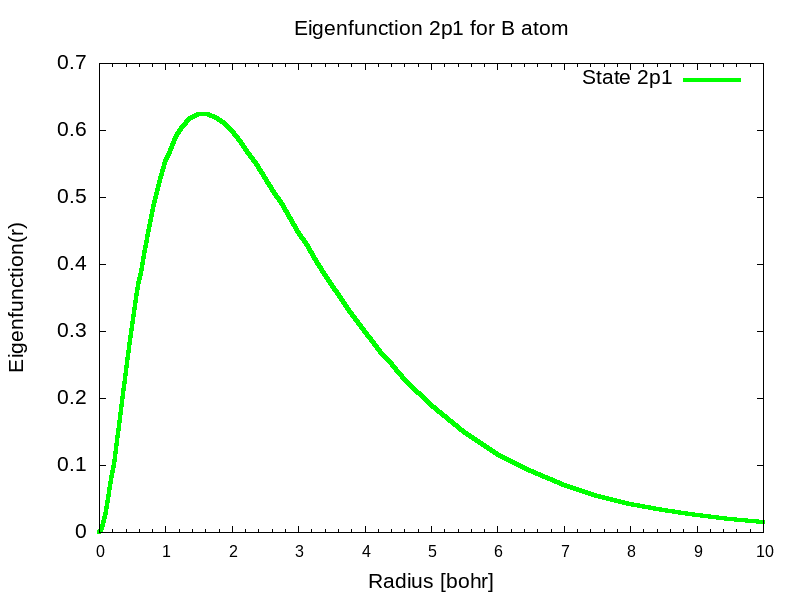 Eigenfunction 2p1 for B atom
State 2p1
Eigenfunction(r)
0.7
0.6
0.5
0.4
0.3
0.2
0.1
0
0 1 2 3 4 5 6 7 8 9 10
Radius [bohr]